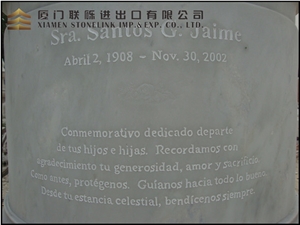 厦门联炼进出口有限公司
XIAMEN STONELINK IMP.&EXP. CO., LTD
Sra. Santos G. Jaime
Abril 2, 1908 - Nov. 30, 2002
Conmemorativo dedicado departe
de tus hijos e hijas. Recordamos con
agradecimiento tu generosidad, amor y sacrificio.
Como antes, protégenos. Guíanos hacia todo lo bueno.
Desde tu estancia celestial, bendícenos siempre.